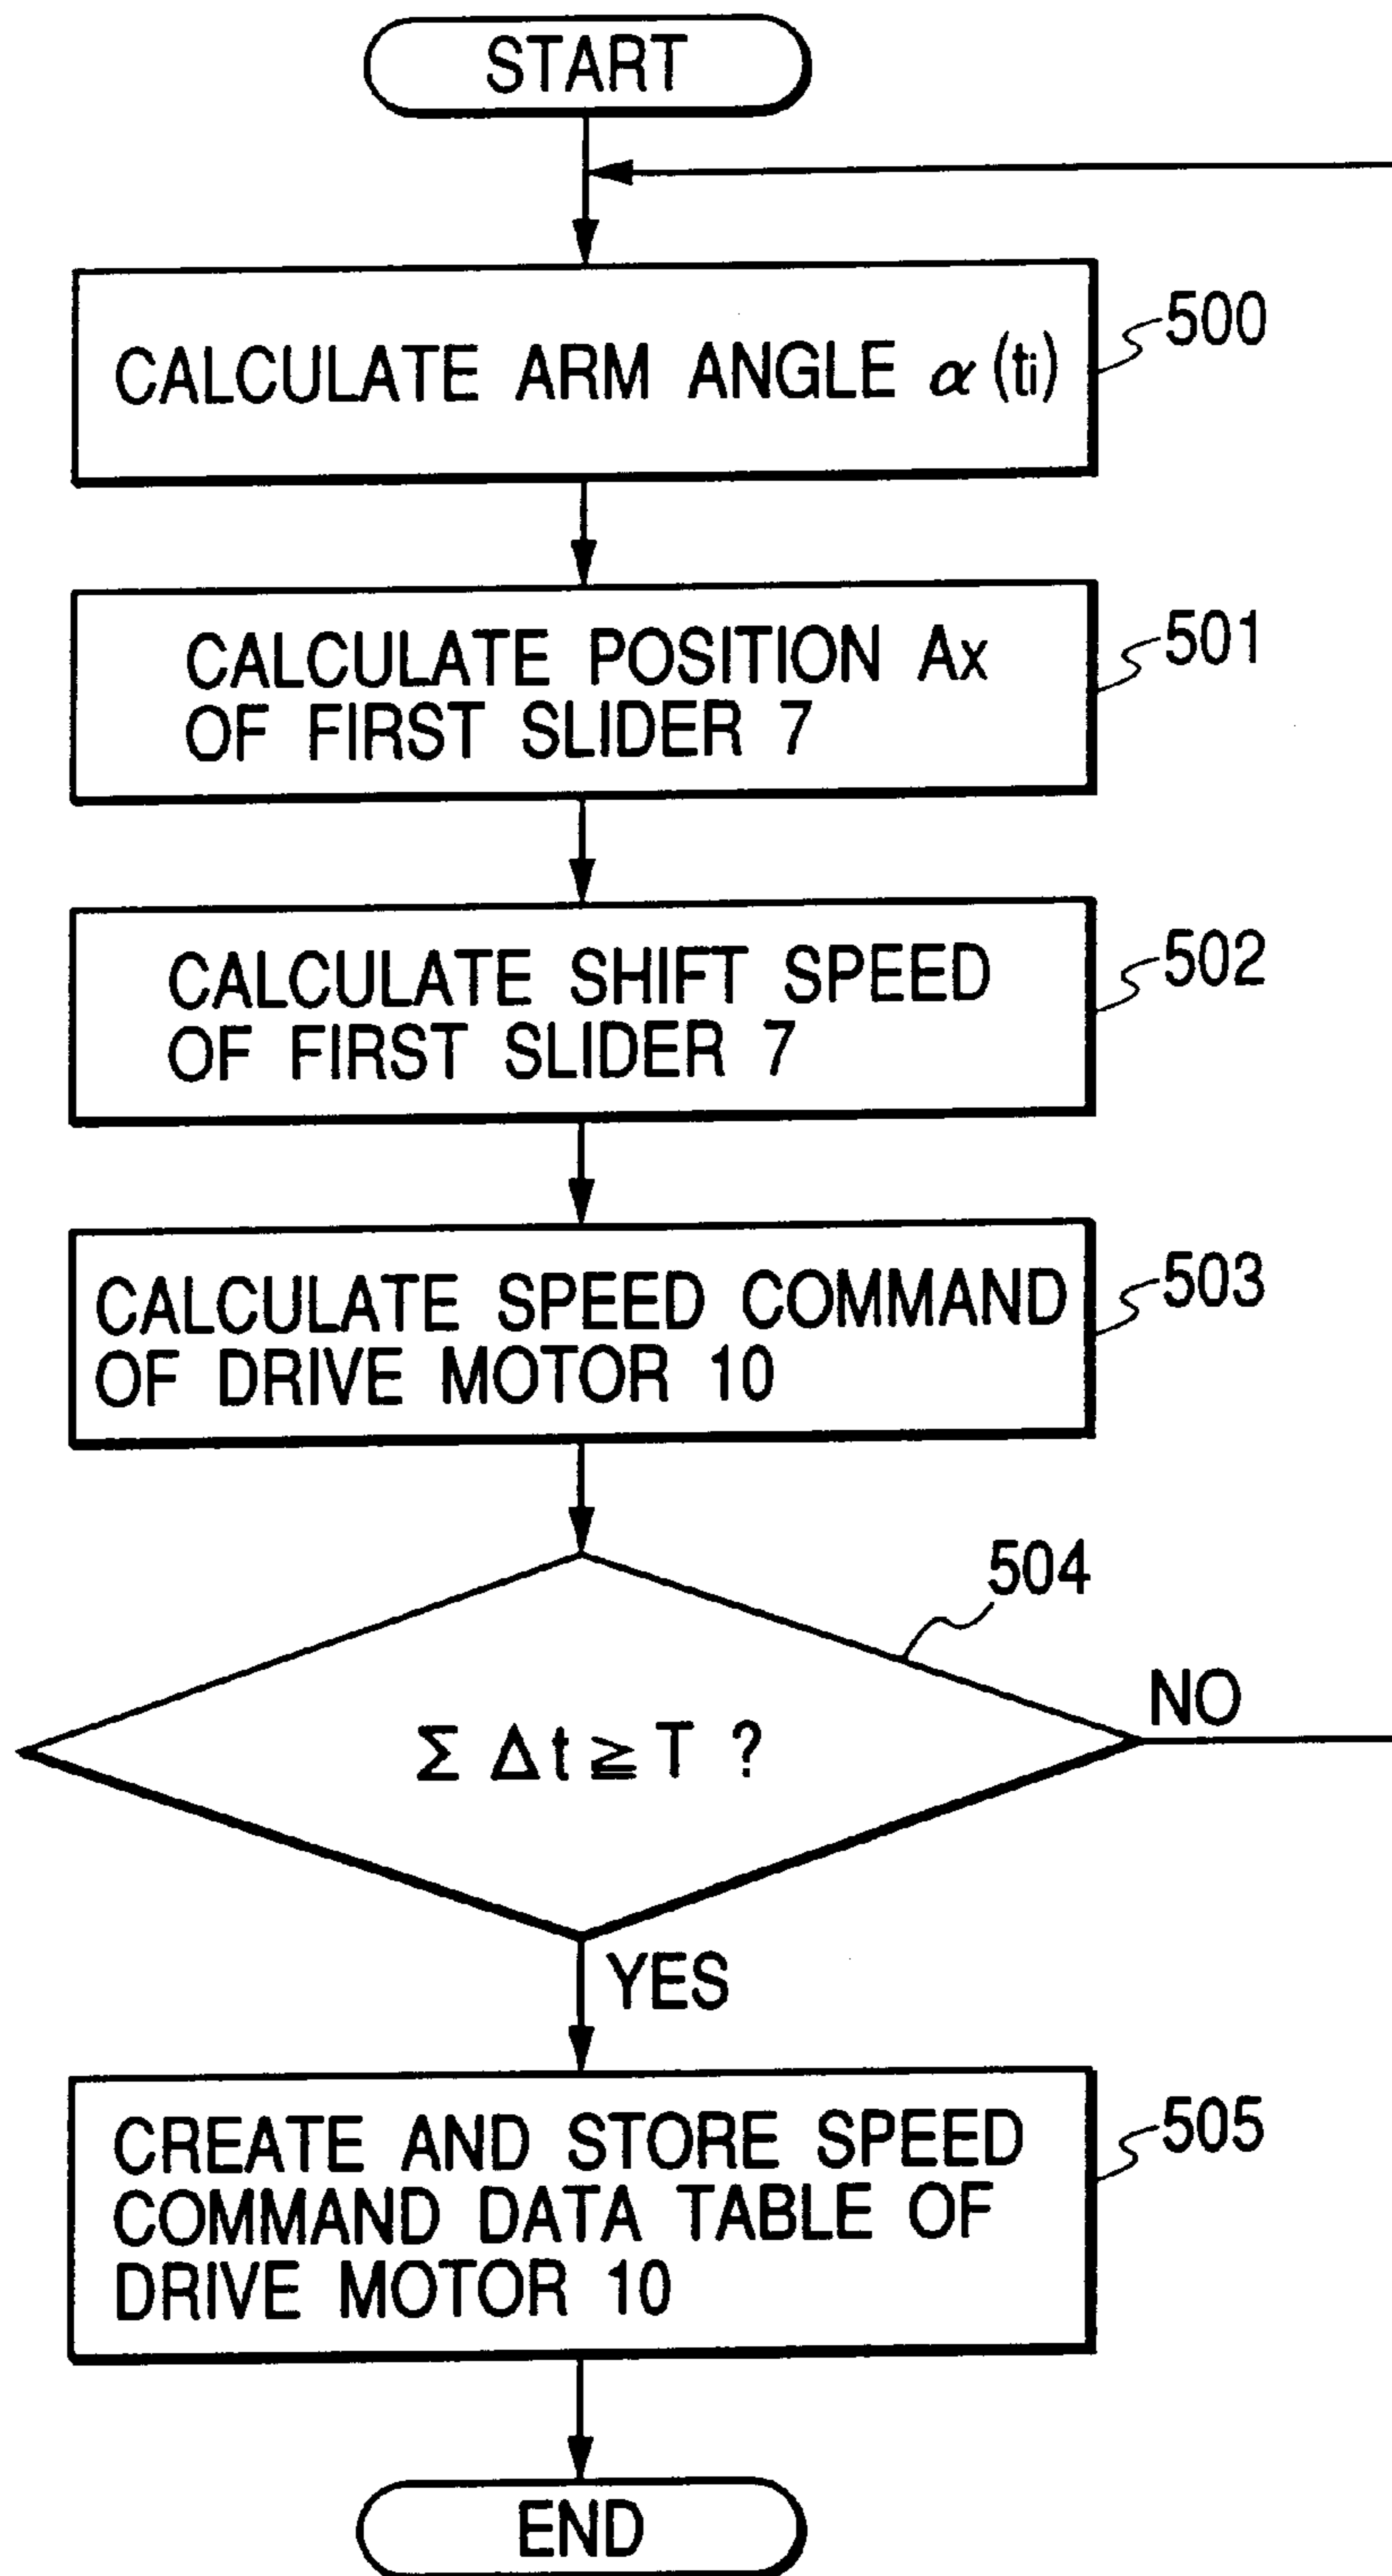 START
CALCULATE ARM ANGLE α (ti)
500
CALCULATE POSITION Ax
OF FIRST SLIDER 7
501
CALCULATE SHIFT SPEED
OF FIRST SLIDER 7
502
CALCULATE SPEED COMMAND
OF DRIVE MOTOR 10
503
504
Σ Δt ≧ T ?
NO
YES
CREATE AND STORE SPEED
COMMAND DATA TABLE OF
DRIVE MOTOR 10
505
END